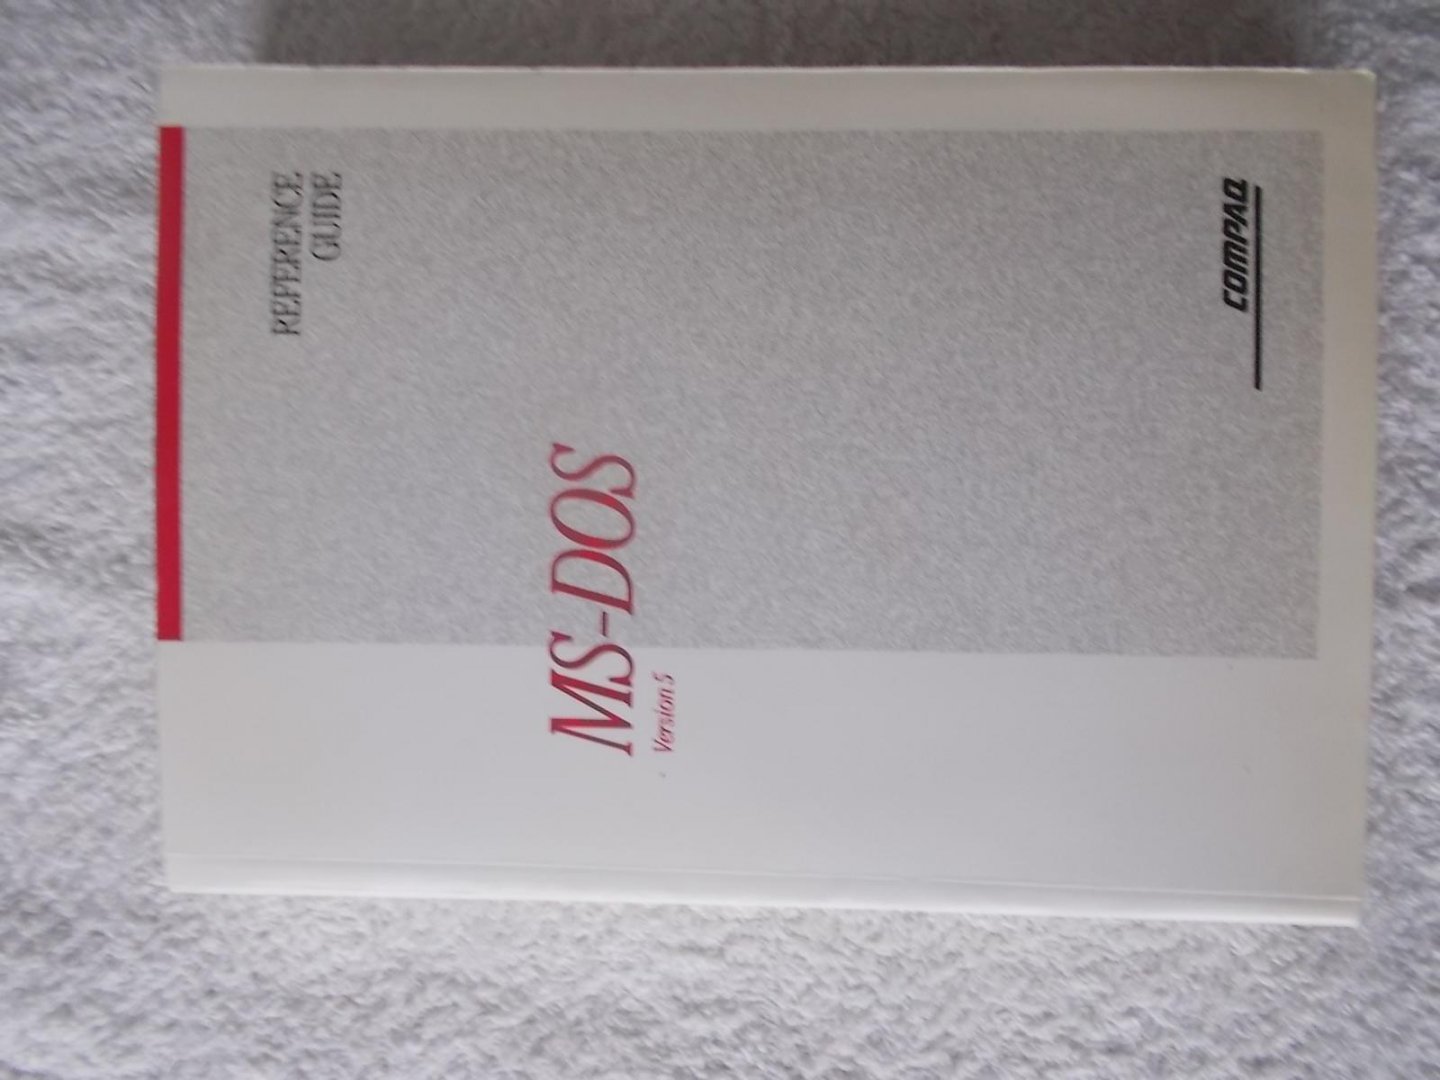 REFERENCE
GUIDE
MS-DOS
Version 5
COMPAQ